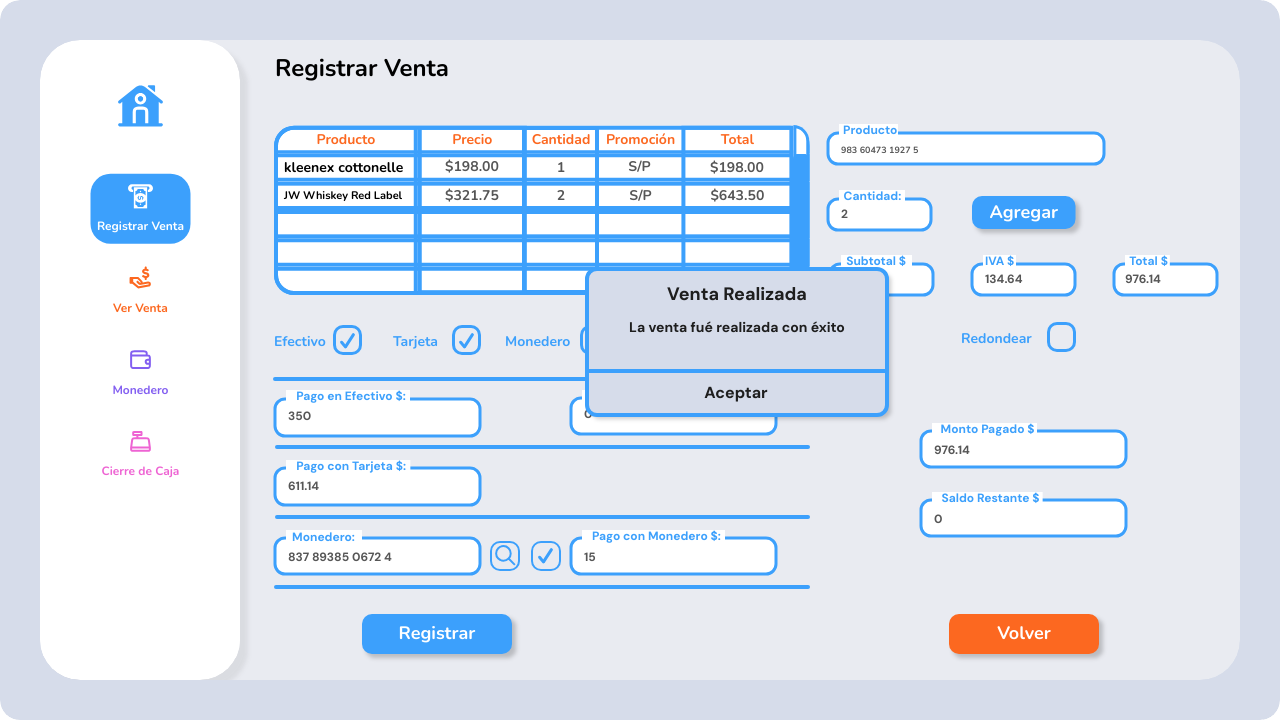 Registrar Venta
Registrar Venta
Ver Venta
Monedero
Cierre de Caja
Producto Precio Cantidad Promoción Total
kleenex cottonelle $198.00 1 S/P $198.00
JW Whiskey Red Label $321.75 2 S/P $643.50
Producto
983 60473 1927 5
Cantidad:
2
Agregar
Subtotal $ IVA $ Total $
134.64 976.14
Venta Realizada
La venta fué realizada con éxito
Aceptar
Efectivo Tarjeta Monedero
Redondear
Pago en Efectivo $:
350
0
Pago con Tarjeta $:
611.14
Monedero:
837 89385 0672 4
Pago con Monedero $:
15
Monto Pagado $
976.14
Saldo Restante $
0
Registrar
Volver